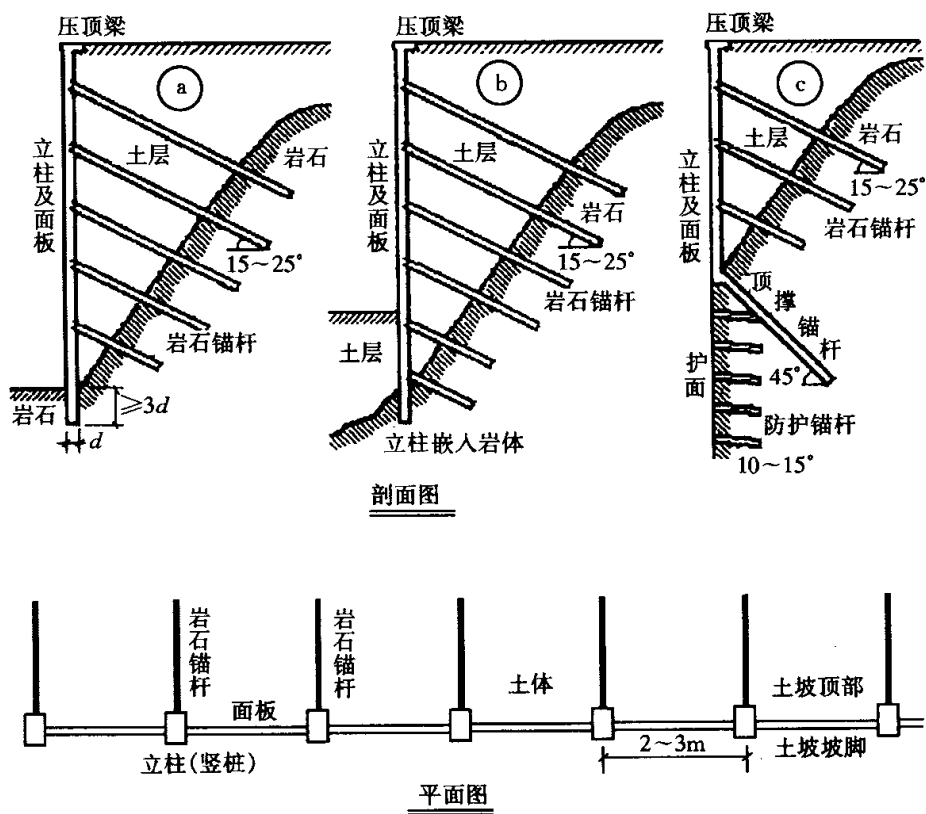 压顶梁
a
立柱及面板
土层
岩石
15~25°
岩石锚杆
岩石
≥3d
d
压顶梁
b
立柱及面板
土层
岩石
15~25°
岩石锚杆
土层
立柱嵌入岩体
压顶梁
c
立柱及面板
土层
岩石
15~25°
岩石锚杆
顶撑锚杆
45°
护面
防护锚杆
10~15°
剖面图
岩石锚杆
岩石锚杆
面板
土体
土坡顶部
立柱(竖桩)
2~3m
土坡坡脚
平面图